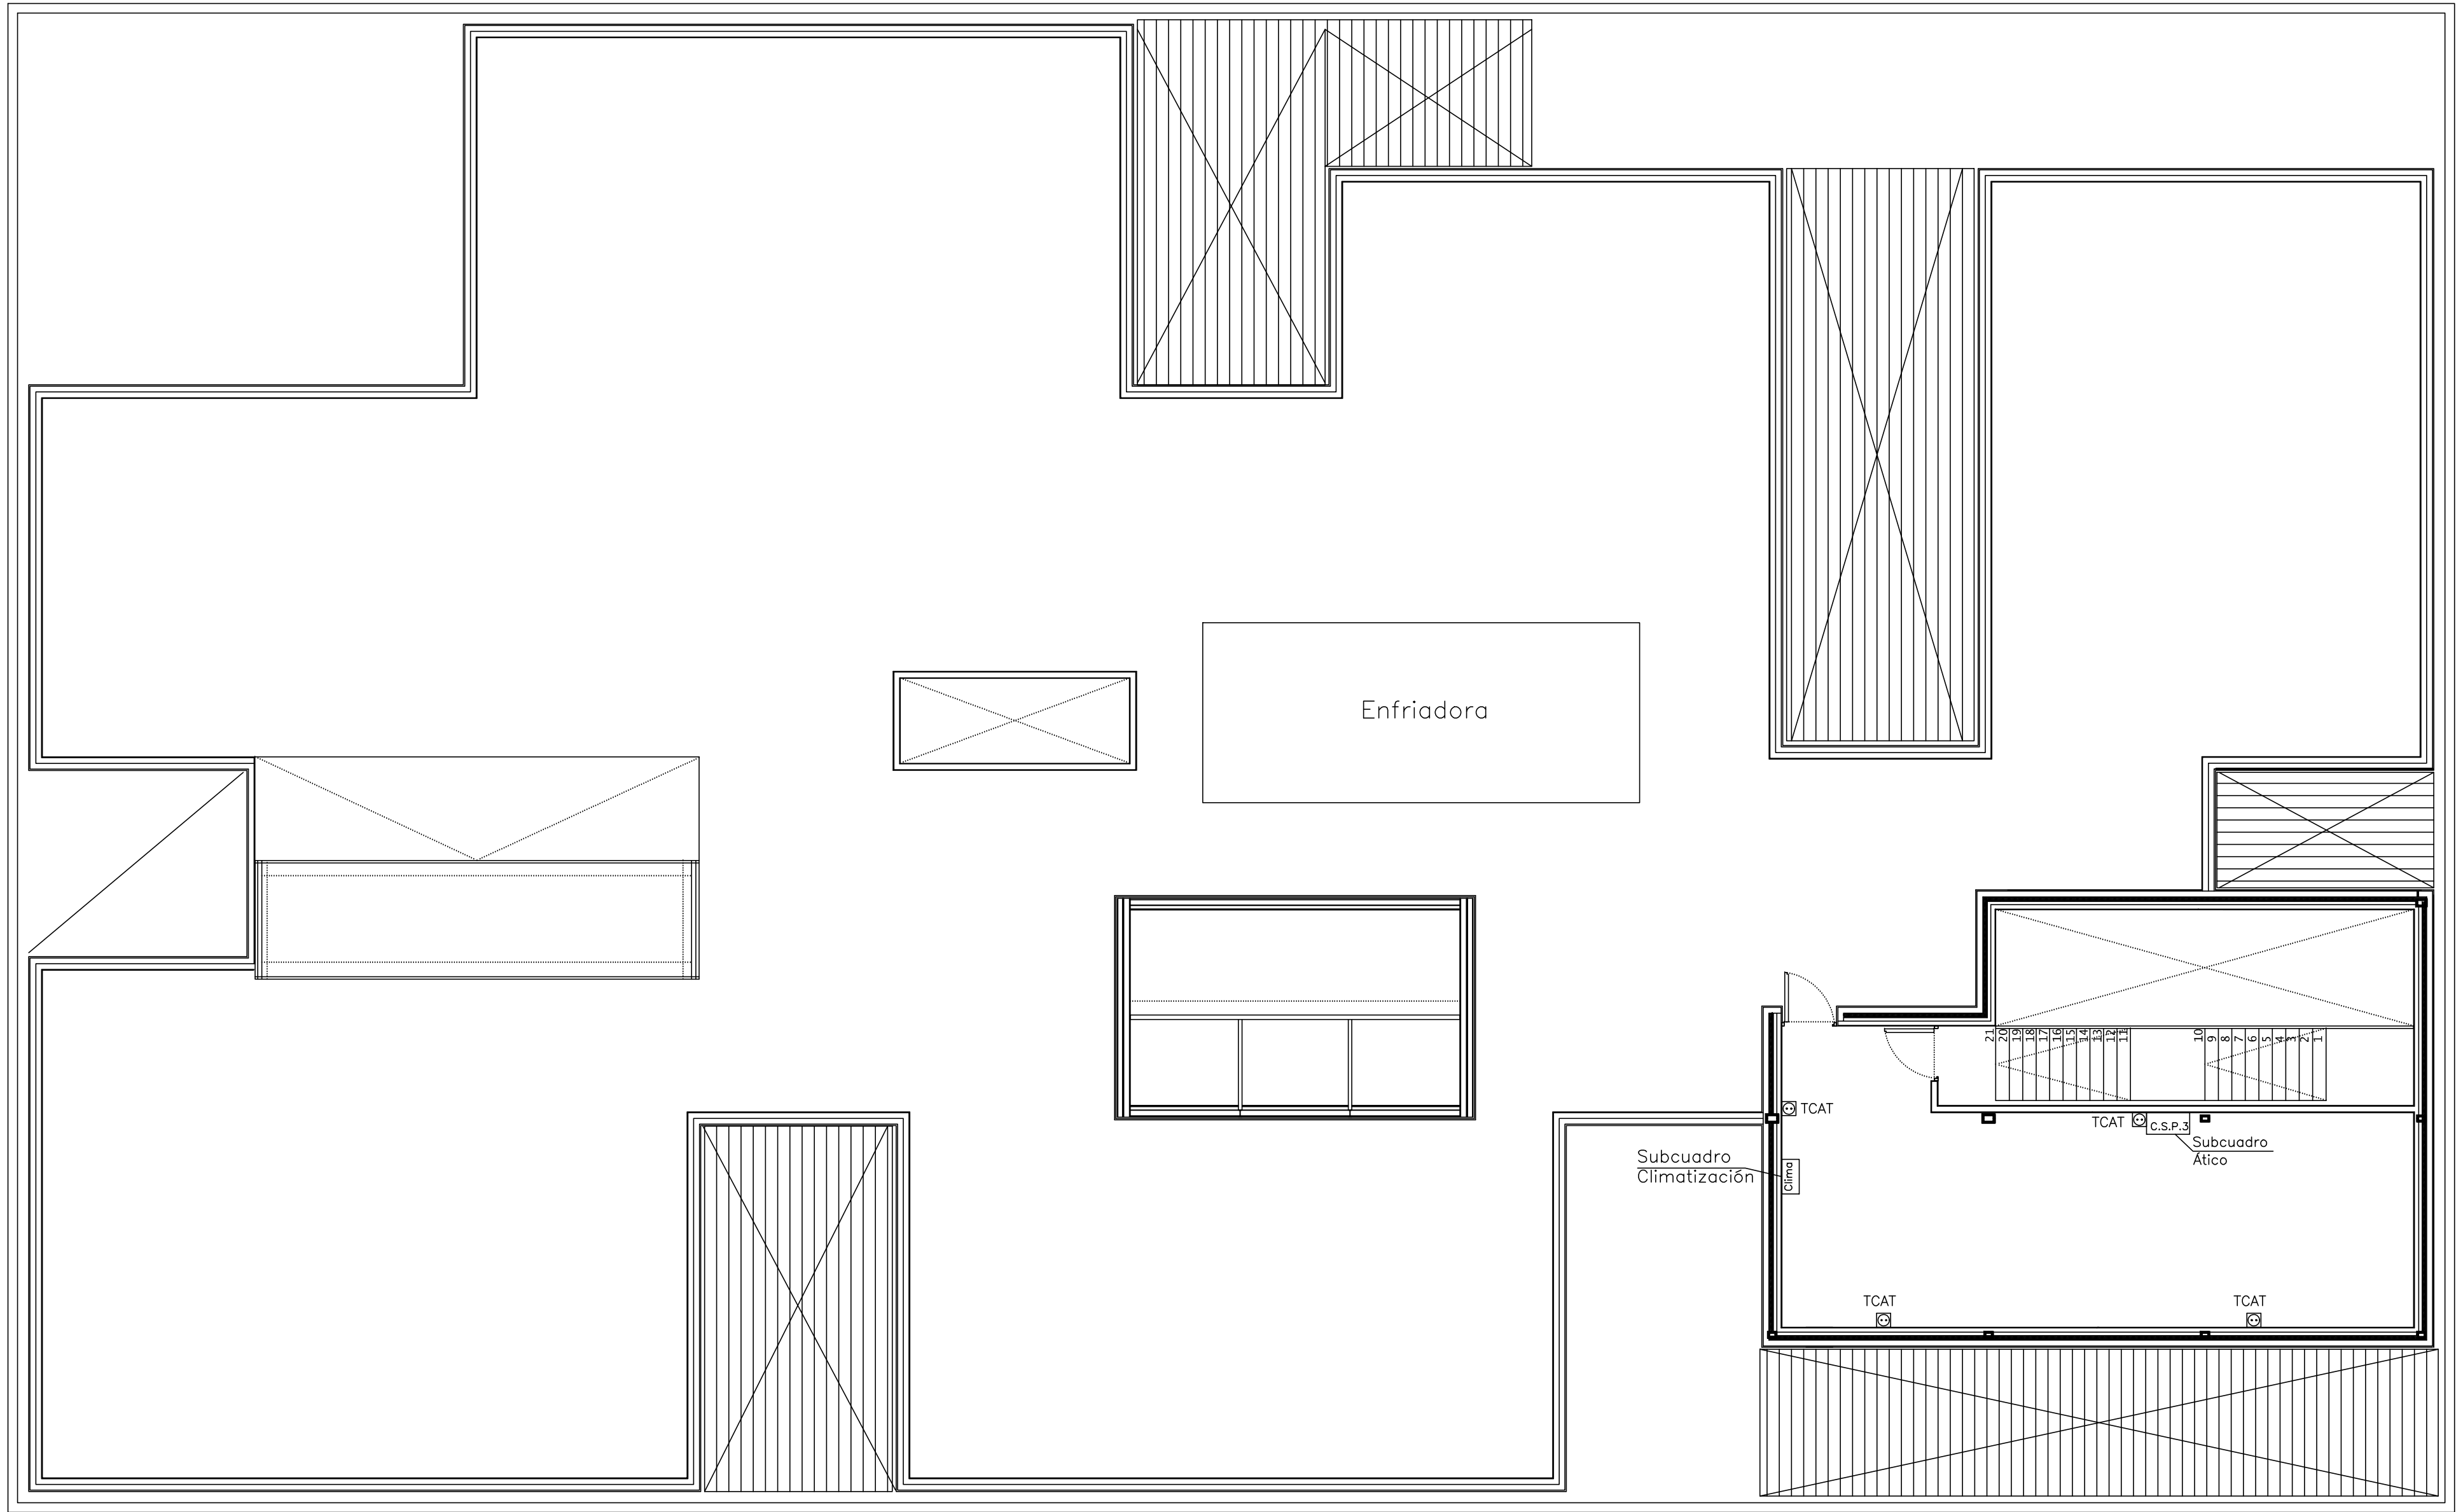 Enfriadora
21
20
19
18
17
16
15
14
13
12
11
10
9
8
7
6
5
4
3
2
1
TCAT
TCAT
C.S.P.3
Subcuadro
Ático
Subcuadro
Climatización
Clima
TCAT
TCAT